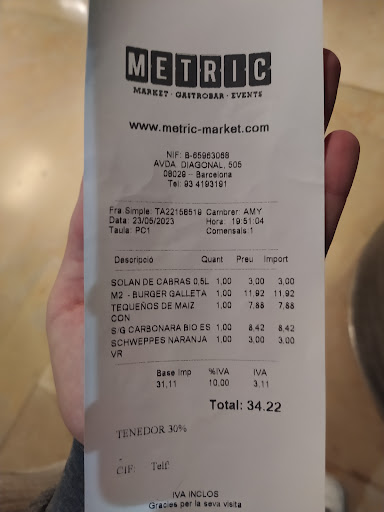 METRIC
MARKET · GASTROBAR · EVENTS
www.metric-market.com
NIF: B-65963068
AVDA. DIAGONAL, 505
08029 - Barcelona
Tel: 93 4193191
Fra.Simple: TA22156519 Cambrer: AMY
Data: 23/05/2023 Hora: 19:51:04
Taula: PC1 Comensals:1
Descripció Quant Preu Import
SOLAN DE CABRAS 0,5L 1,00 3,00 3,00
M2 - BURGER GALLETA 1,00 11,92 11,92
TEQUEÑOS DE MAIZ 1,00 7,88 7,88
CON
S/G CARBONARA BIO ES 1,00 8,42 8,42
SCHWEPPES NARANJA 1,00 3,00 3,00
VR
Base Imp %IVA IVA
31,11 10,00 3,11
Total: 34.22
TENEDOR 30%
-
CIF: Telf:
IVA INCLOS
Gracies per la seva visita